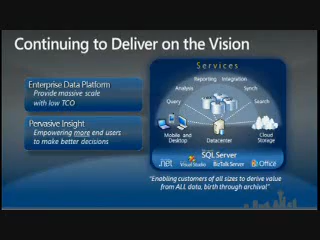 Continuing to Deliver on the Vision
Enterprise Data Platform
Provide massive scale
with low TCO
Pervasive Insight
Empowering more end users
to make better decisions
Services
Reporting Integration
Analysis Synch
Query Search
Mobile and
Desktop
Datacenter
Cloud
Storage
SQL Server
.net Visual Studio BizTalk Server Office
"Enabling customers of all sizes to derive value
from ALL data, birth through archival"